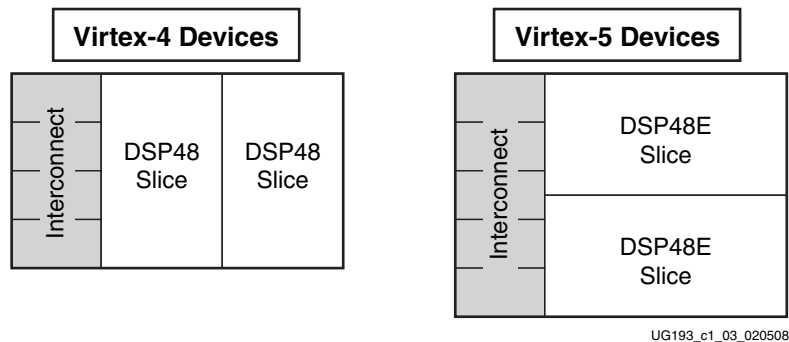 Virtex-4 Devices
Interconnect
DSP48
Slice
DSP48
Slice
Virtex-5 Devices
Interconnect
DSP48E
Slice
DSP48E
Slice
UG193_c1_03_020508